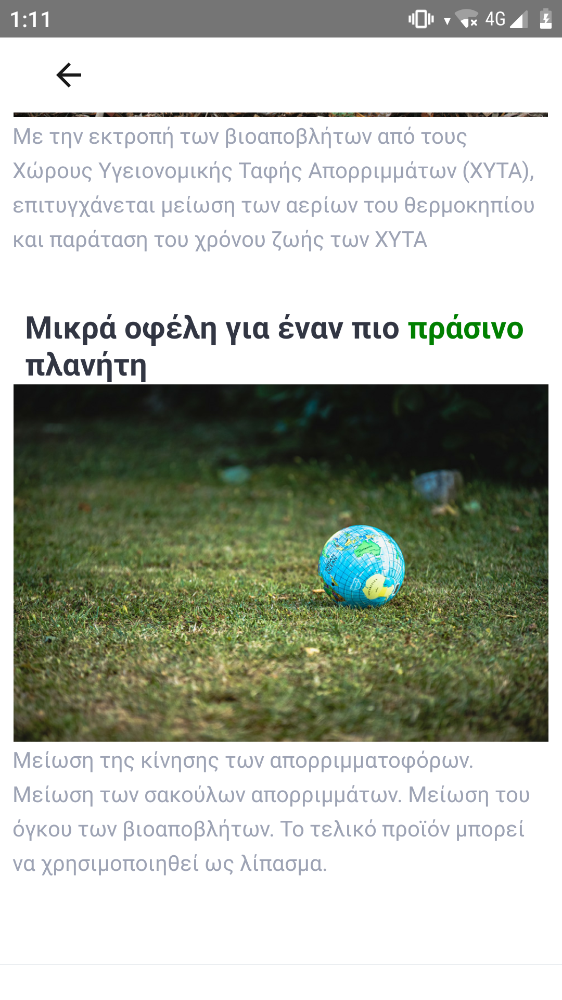 1:11
4G
Με την εκτροπή των βιοαποβλήτων από τους
Χώρους Υγειονομικής Ταφής Απορριμμάτων (ΧΥΤΑ),
επιτυγχάνεται μείωση των αερίων του θερμοκηπίου
και παράταση του χρόνου ζωής των ΧΥΤΑ
Μικρά οφέλη για έναν πιο πράσινο
πλανήτη
INDIAN
OCEAN
Μείωση της κίνησης των απορριμματοφόρων.
Μείωση των σακούλων απορριμμάτων. Μείωση του
όγκου των βιοαποβλήτων. Το τελικό προϊόν μπορεί
να χρησιμοποιηθεί ως λίπασμα.